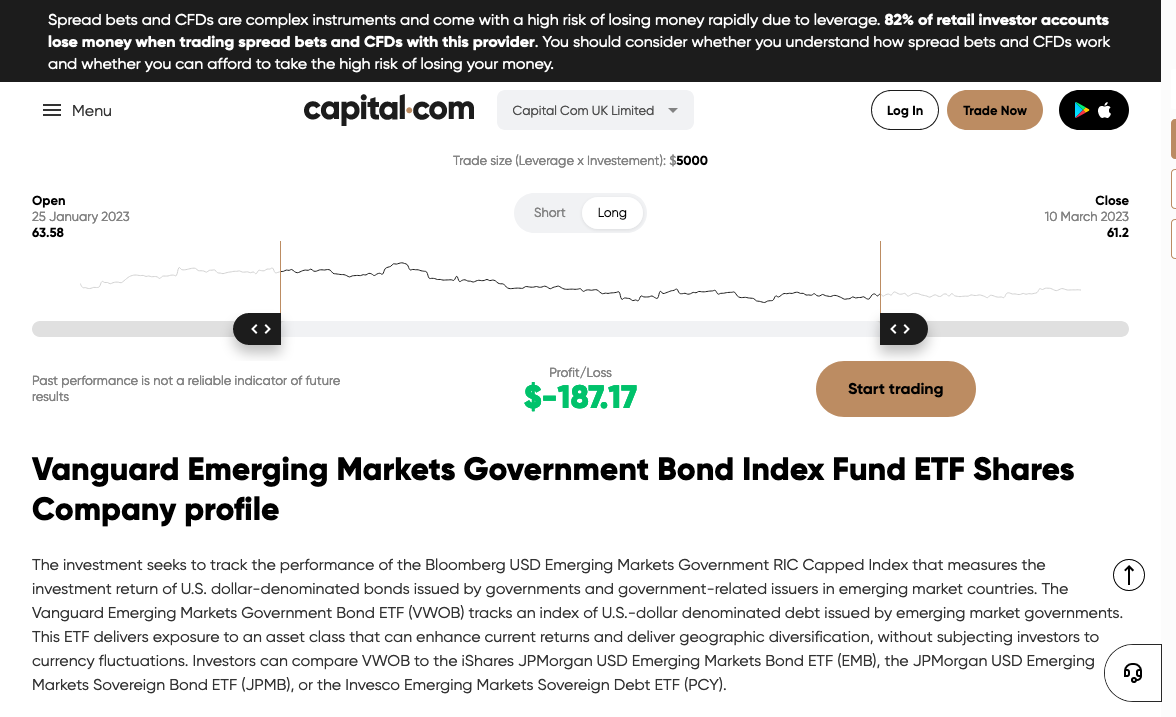 Spread bets and CFDs are complex instruments and come with a high risk of losing money rapidly due to leverage. 82% of retail investor accounts
lose money when trading spread bets and CFDs with this provider. You should consider whether you understand how spread bets and CFDs work
and whether you can afford to take the high risk of losing your money.
Menu
capital.com
Capital Com UK Limited
Log In
Trade Now
Trade size (Leverage x Investement): $5000
Open
25 January 2023
63.58
Short
Long
Close
10 March 2023
61.2
Past performance is not a reliable indicator of future
results
Profit/Loss
$-187.17
Start trading
Vanguard Emerging Markets Government Bond Index Fund ETF Shares
Company profile
The investment seeks to track the performance of the Bloomberg USD Emerging Markets Government RIC Capped Index that measures the
investment return of U.S. dollar-denominated bonds issued by governments and government-related issuers in emerging market countries. The
Vanguard Emerging Markets Government Bond ETF (VWOB) tracks an index of U.S.-dollar denominated debt issued by emerging market governments.
This ETF delivers exposure to an asset class that can enhance current returns and deliver geographic diversification, without subjecting investors to
currency fluctuations. Investors can compare VWOB to the iShares JPMorgan USD Emerging Markets Bond ETF (EMB), the JPMorgan USD Emerging
Markets Sovereign Bond ETF (JPMB), or the Invesco Emerging Markets Sovereign Debt ETF (PCY).